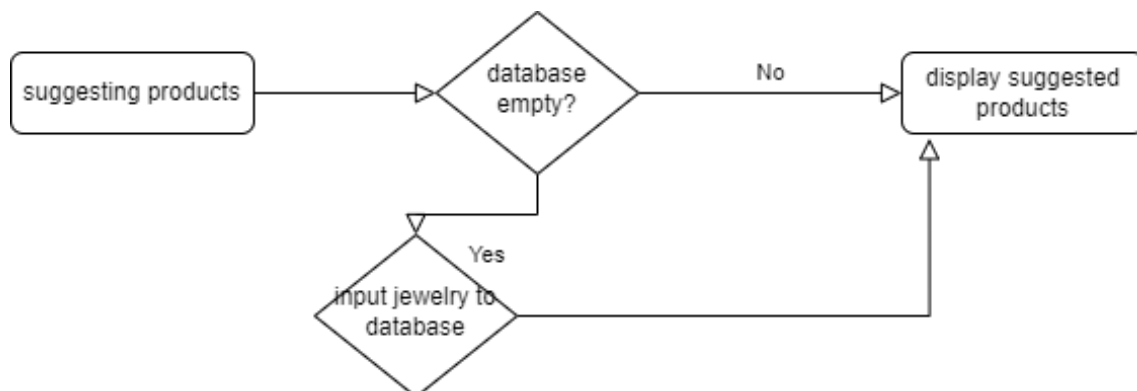 suggesting products
database
empty?
No
display suggested
products
Yes
input jewelry to
database